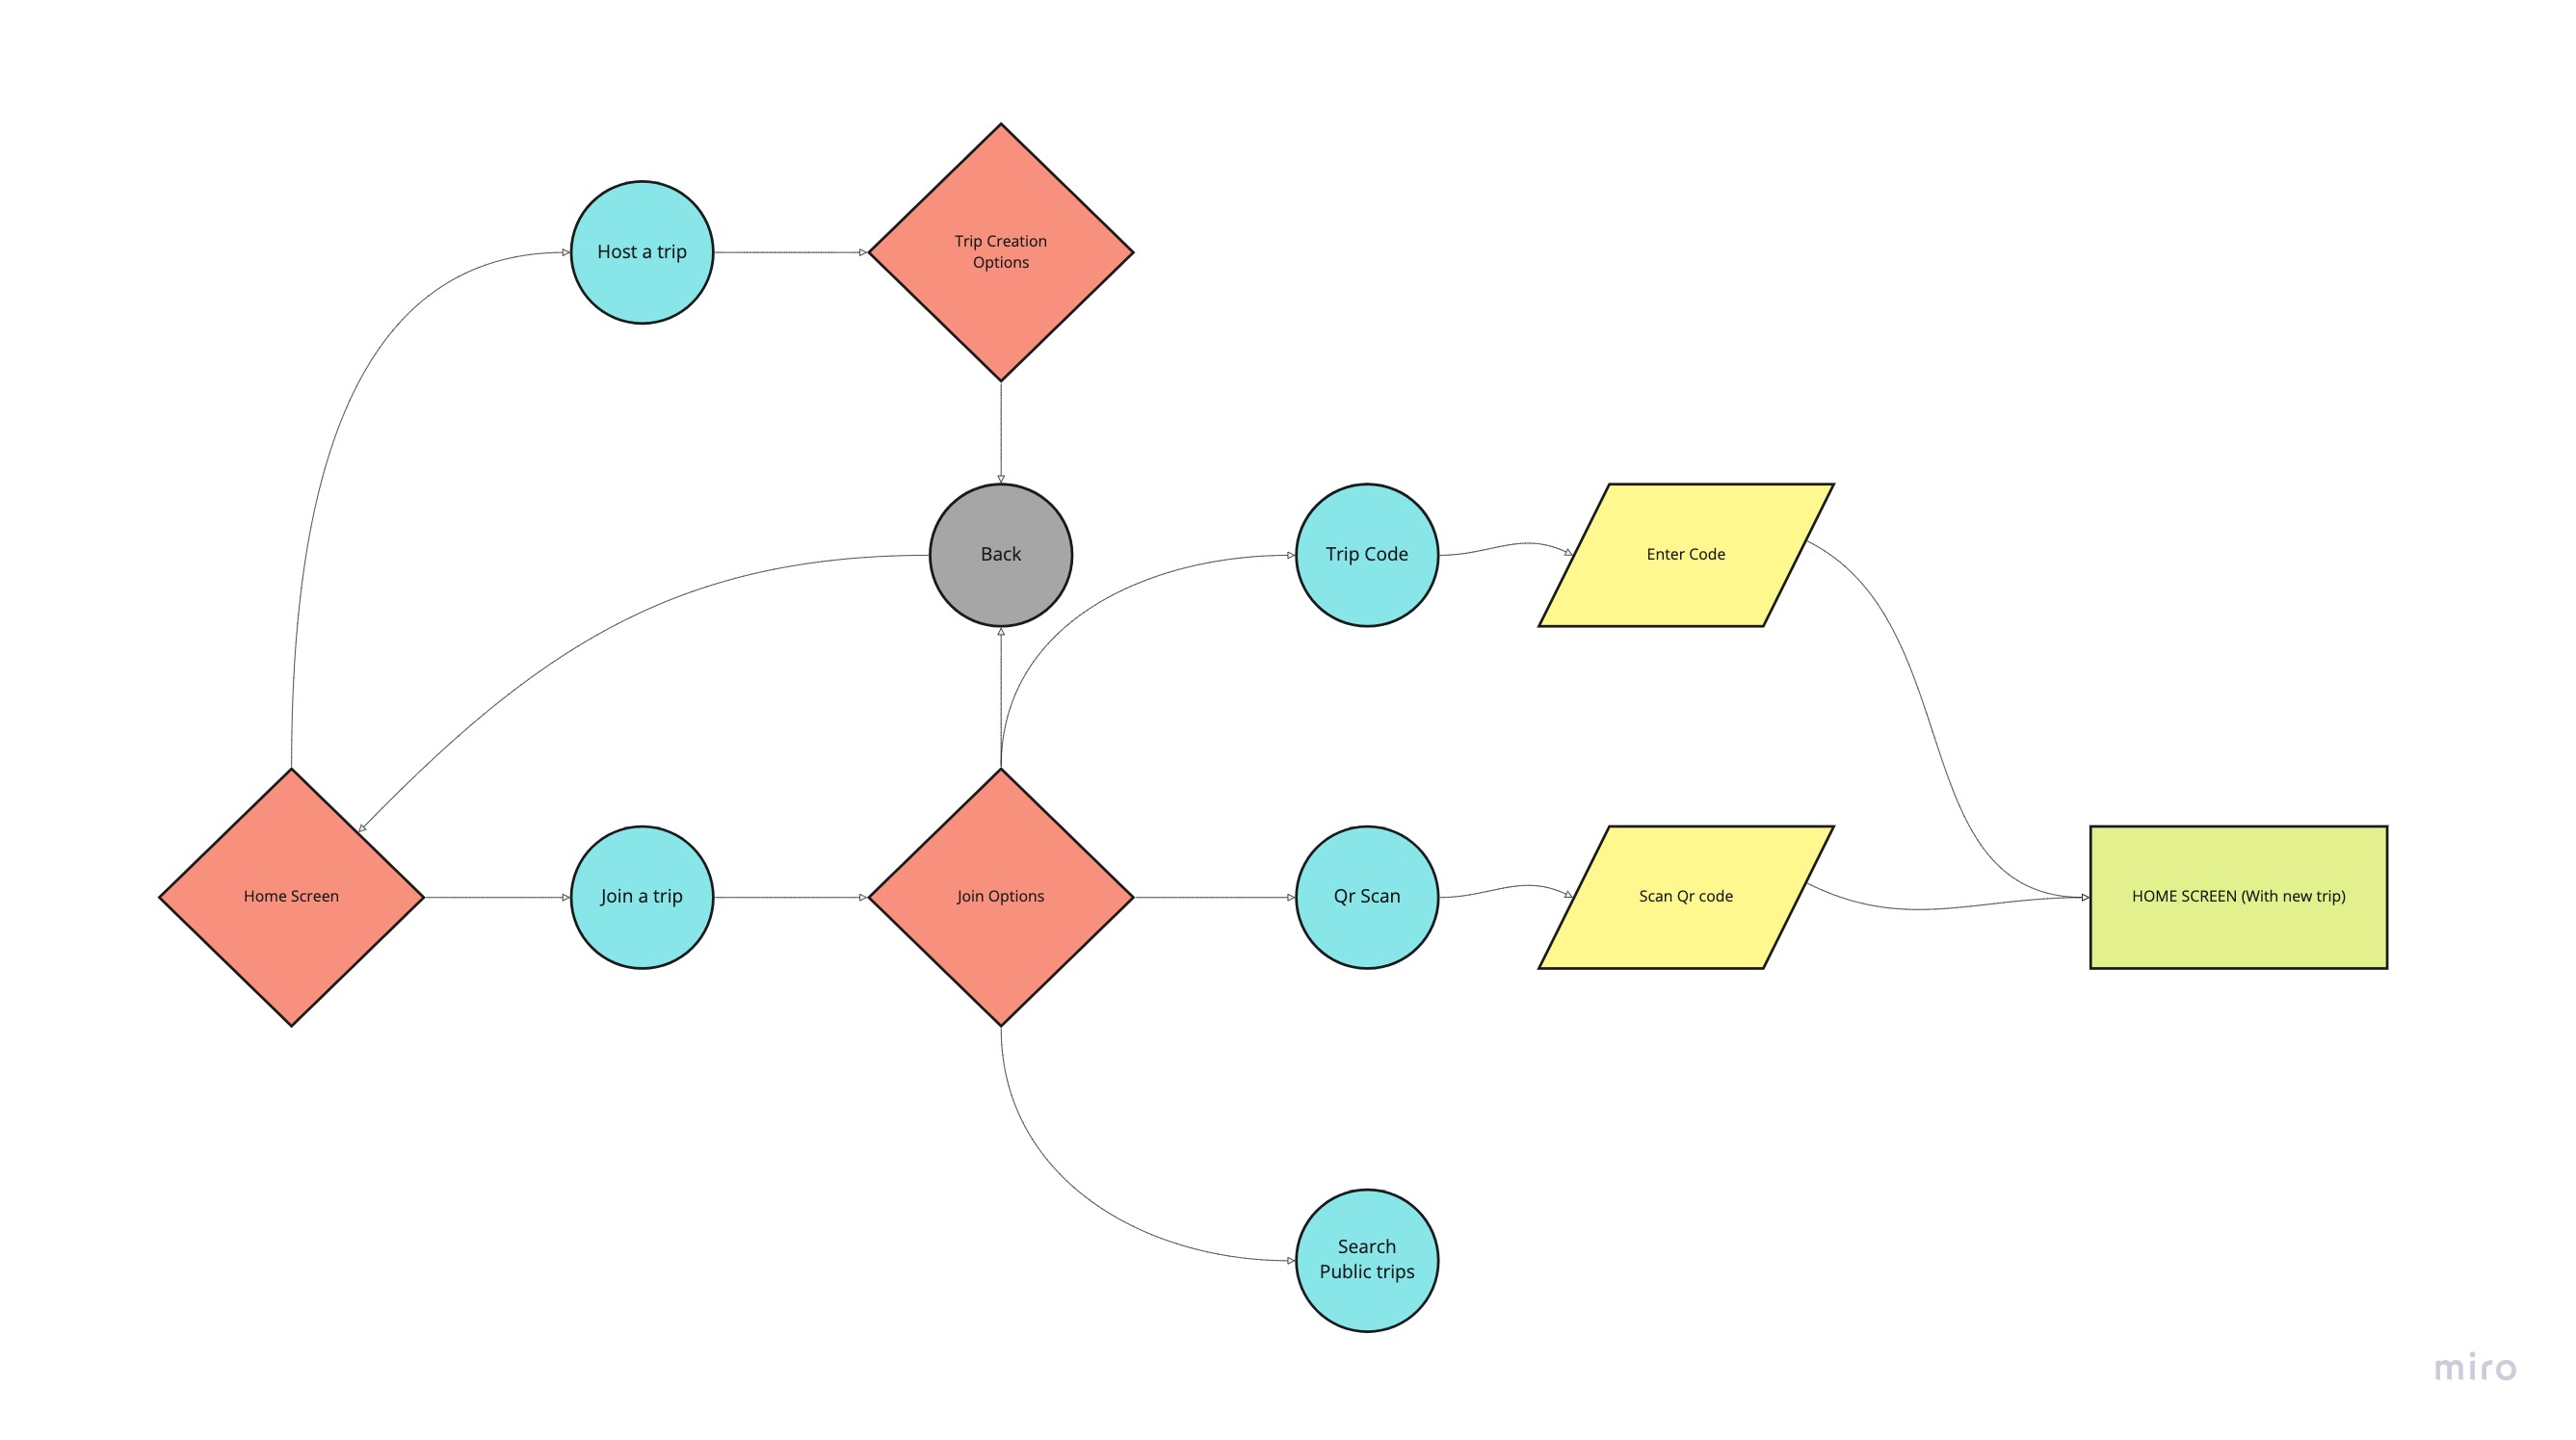 Host a trip
Trip Creation
Options
Back
Trip Code
Enter Code
Home Screen
Join a trip
Join Options
Qr Scan
Scan Qr code
HOME SCREEN (With new trip)
Search
Public trips
miro